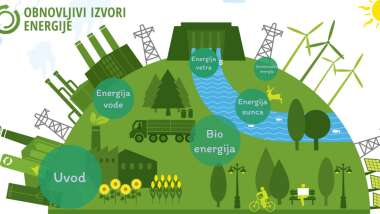 OBNOVLJIVI IZVORI
ENERGIJE
Energija
vetra
Energija
vode
Energija
sunca
Bio
energija
Uvod